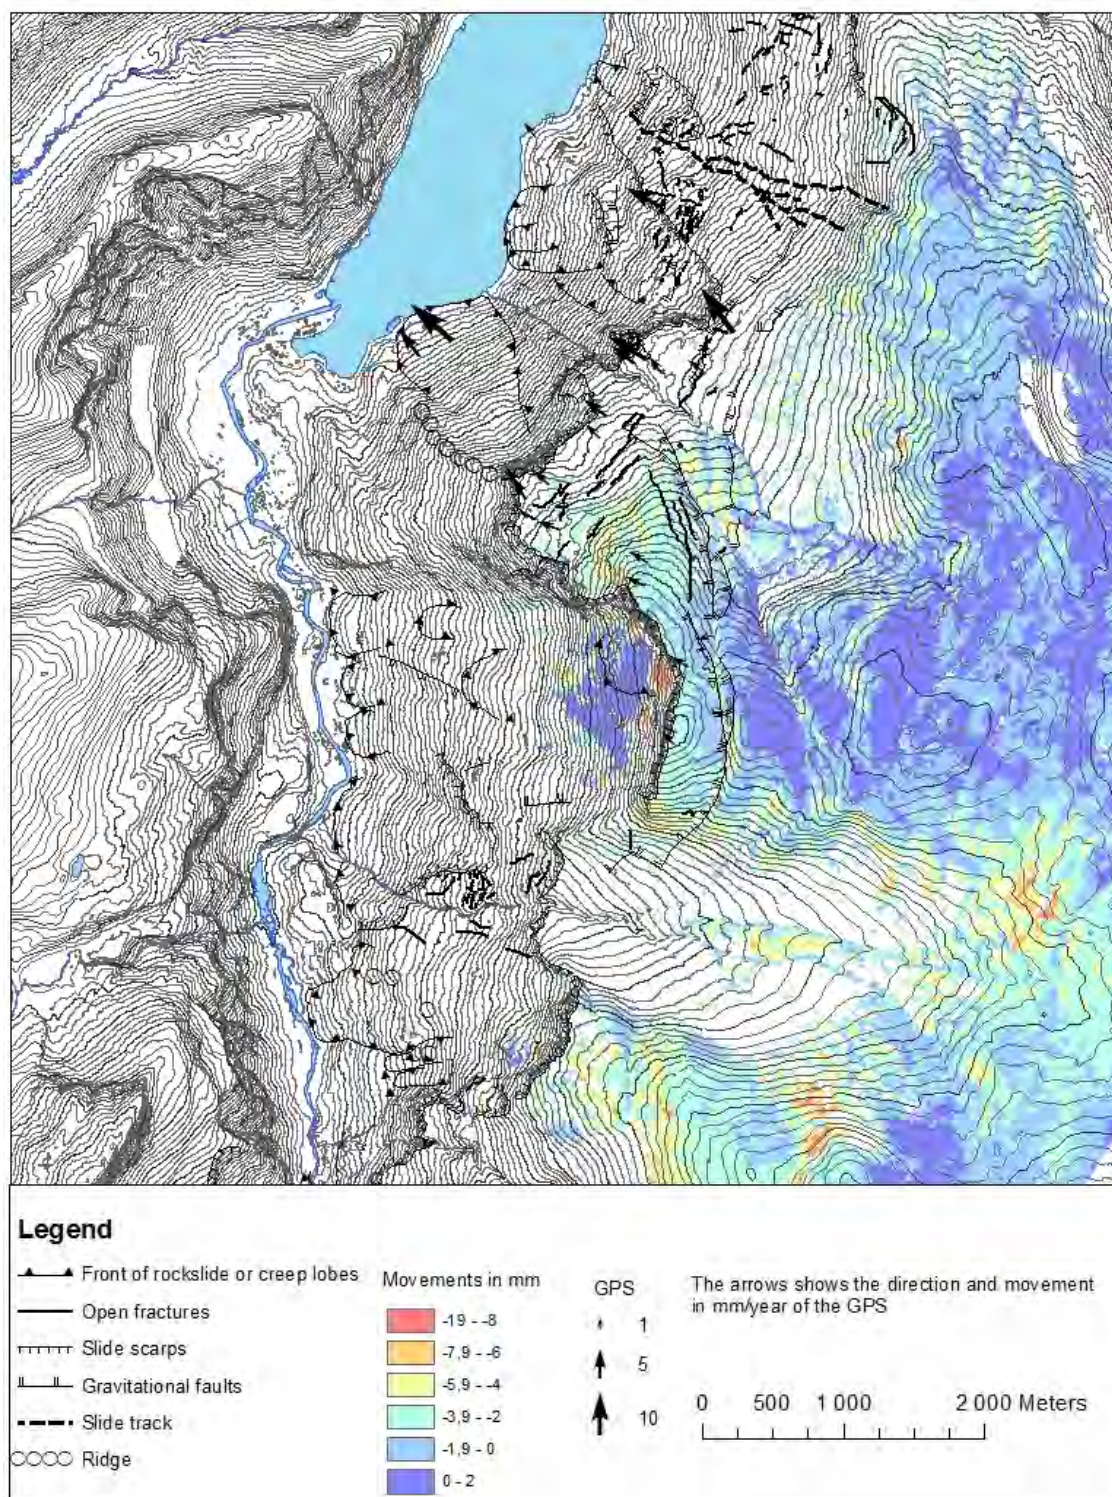 Legend
Front of rockslide or creep lobes
Open fractures
Slide scarps
Gravitational faults
Slide track
Ridge
Movements in mm
-19 - -8
-7,9 - -6
-5,9 - -4
-3,9 - -2
-1,9 - 0
0 - 2
GPS
1
5
10
The arrows shows the direction and movement
in mm/year of the GPS
0 500 1 000 2 000 Meters